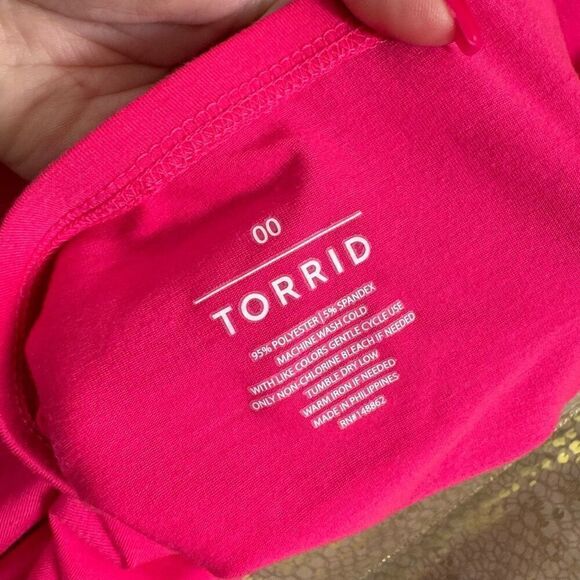 00
TORRID
95% POLYESTER | 5% SPANDEX
MACHINE WASH COLD
WITH LIKE COLORS GENTLE CYCLE USE
ONLY NON-CHLORINE BLEACH IF NEEDED
TUMBLE DRY LOW
WARM IRON IF NEEDED
MADE IN PHILIPPINES
RN#148862